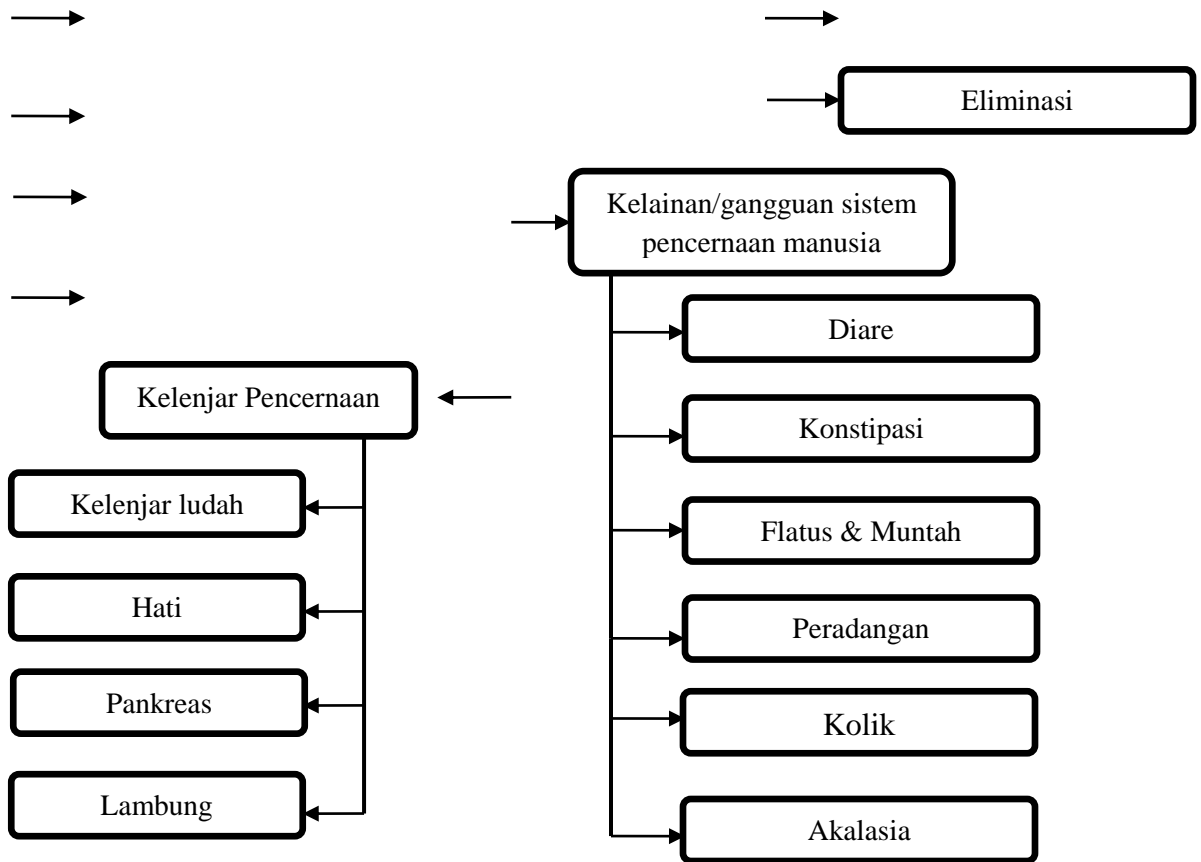 Eliminasi
Kelainan/gangguan sistem
pencernaan manusia
Diare
Konstipasi
Flatus & Muntah
Peradangan
Kolik
Akalasia
Kelenjar Pencernaan
Kelenjar ludah
Hati
Pankreas
Lambung